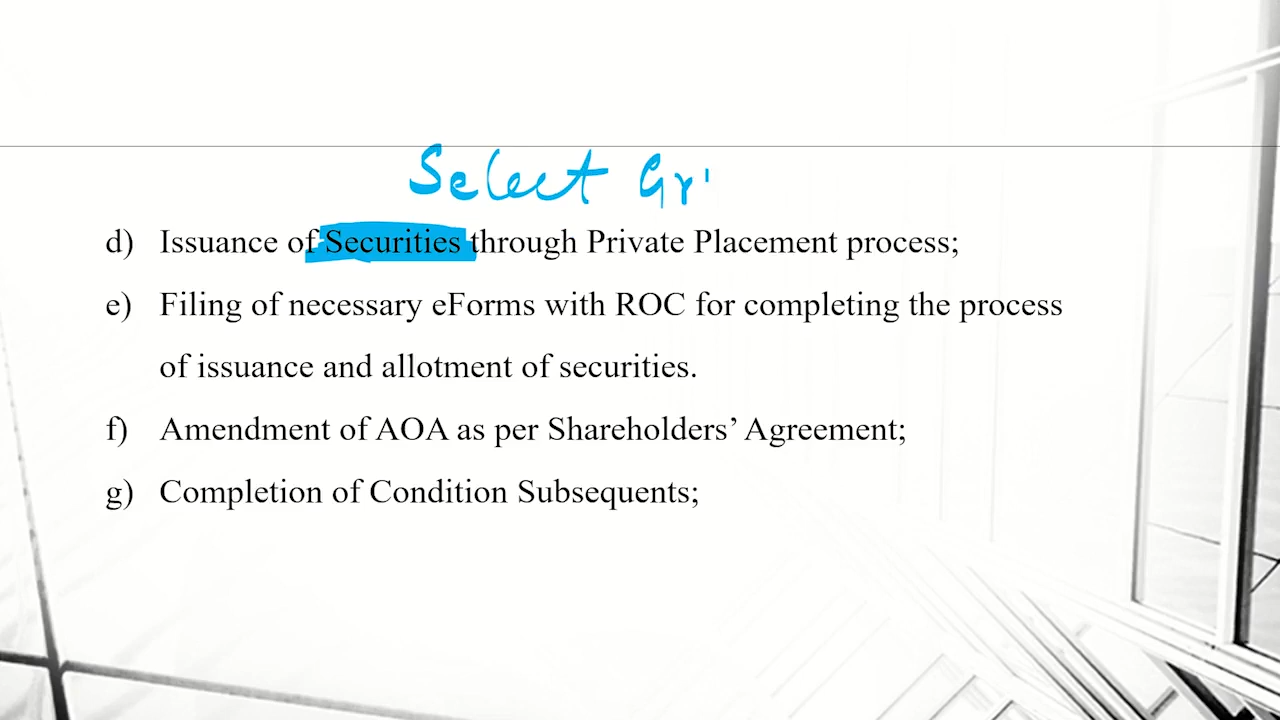 Select Gr
d) Issuance of Securities through Private Placement process;
e) Filing of necessary eForms with ROC for completing the process
of issuance and allotment of securities.
f) Amendment of AOA as per Shareholders’ Agreement;
g) Completion of Condition Subsequents;